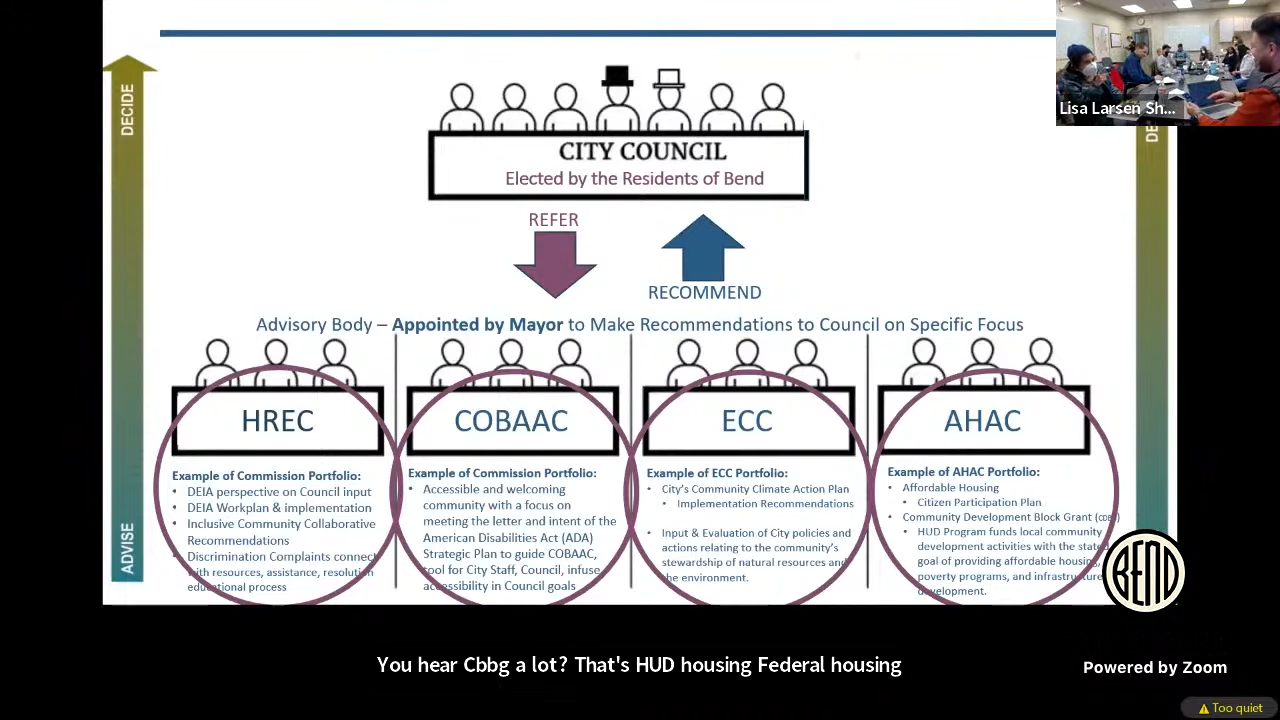 DECIDE
Lisa Larsen Sh...
DE
CITY COUNCIL
Elected by the Residents of Bend
REFER
RECOMMEND
Advisory Body – Appointed by Mayor to Make Recommendations to Council on Specific Focus
HREC
COBAAC
ECC
AHAC
Example of Commission Portfolio:
• DEIA perspective on Council input
• DEIA Workplan & implementation
• Inclusive Community Collaborative
Recommendations
• Discrimination Complaints connect
with resources, assistance, resolution
educational process
Example of Commission Portfolio:
• Accessible and welcoming
community with a focus on
meeting the letter and intent of the
American Disabilities Act (ADA)
Strategic Plan to guide COBAAC,
tool for City Staff, Council, infuse
accessibility in Council goals
Example of ECC Portfolio:
• City's Community Climate Action Plan
• Implementation Recommendations
• Input & Evaluation of City policies and
actions relating to the community's
stewardship of natural resources and
the environment.
Example of AHAC Portfolio:
• Affordable Housing
• Citizen Participation Plan
• Community Development Block Grant (CDBG)
• HUD Program funds local community
development activities with the stated
goal of providing affordable housing,
poverty programs, and infrastructure
development.
ADVISE
BEND
You hear Cbbg a lot? That's HUD housing Federal housing
Powered by Zoom
Too quiet